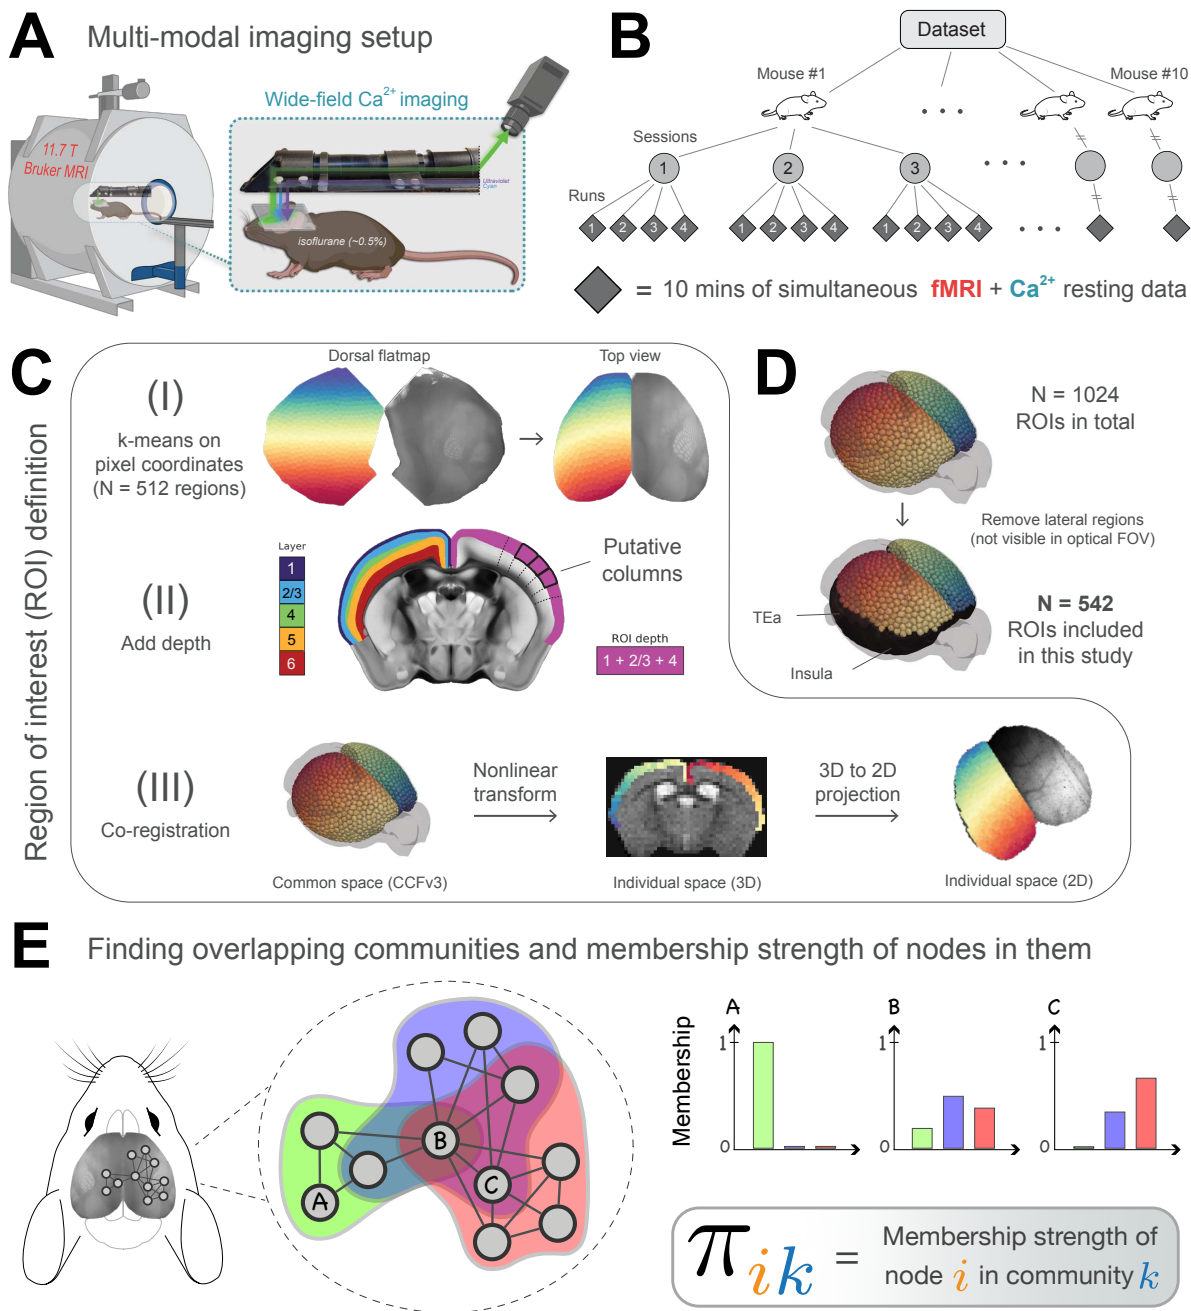 A Multi-modal imaging setup
Wide-field Ca²⁺ imaging
11.7 T
Bruker MRI
Ultraviolet
Cyan
isoflurane (~0.5%)
B
Dataset
Mouse #1
Mouse #10
Sessions
1 2 3
Runs
1 2 3 4 1 2 3 4 1 2 3 4
= 10 mins of simultaneous fMRI + Ca²⁺ resting data
C
Region of interest (ROI) definition
(I)
k-means on
pixel coordinates
(N = 512 regions)
Dorsal flatmap
Top view
(II)
Add depth
Layer
1
2/3
4
5
6
Putative
columns
ROI depth
1 + 2/3 + 4
(III)
Co-registration
Common space (CCFv3)
Nonlinear
transform
Individual space (3D)
3D to 2D
projection
Individual space (2D)
D
N = 1024
ROIs in total
Remove lateral regions
(not visible in optical FOV)
TEa
Insula
N = 542
ROIs included
in this study
E Finding overlapping communities and membership strength of nodes in them
A
B
C
Membership
A
1
0
B
1
0
C
1
0
π_ik = Membership strength of
node i in community k